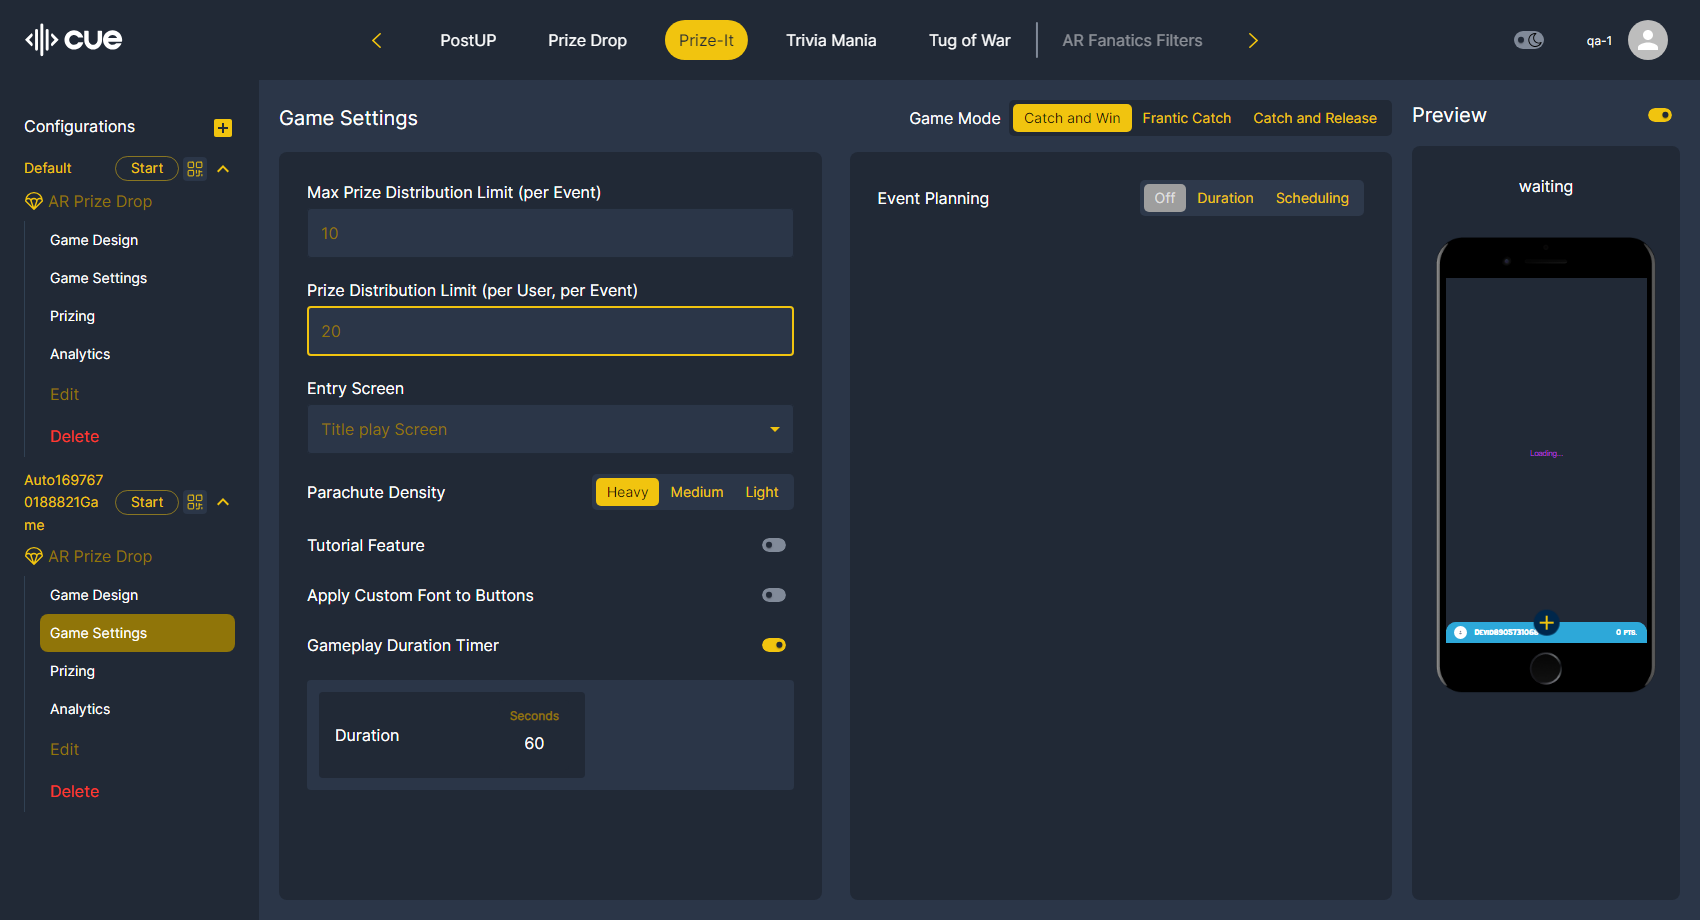 cue
PostUP
Prize Drop
Prize-It
Trivia Mania
Tug of War
AR Fanatics Filters
qa-1
Configurations
Default
Start
AR Prize Drop
Game Design
Game Settings
Prizing
Analytics
Edit
Delete
Auto169767
0188821Ga
me
Start
AR Prize Drop
Game Design
Game Settings
Prizing
Analytics
Edit
Delete
Game Settings
Game Mode
Catch and Win
Frantic Catch
Catch and Release
Max Prize Distribution Limit (per Event)
10
Prize Distribution Limit (per User, per Event)
20
Entry Screen
Title play Screen
Parachute Density
Heavy
Medium
Light
Tutorial Feature
Apply Custom Font to Buttons
Gameplay Duration Timer
Duration
Seconds
60
Event Planning
Off
Duration
Scheduling
Preview
waiting
Loading...
0 PTS.